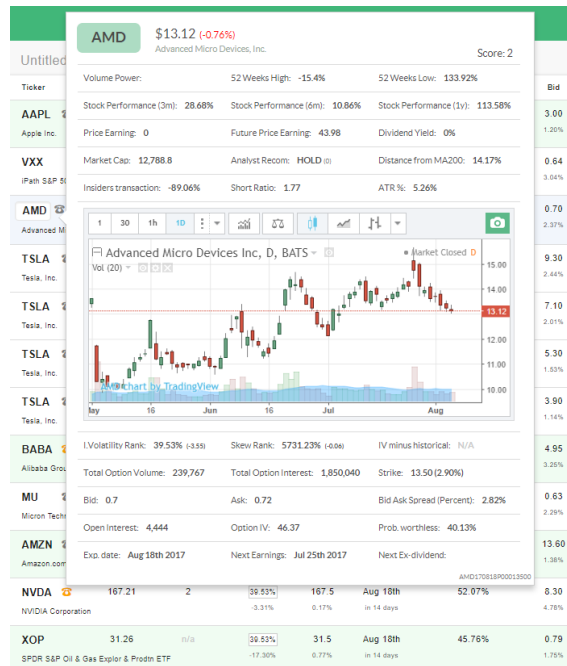 AMD
$13.12 (-0.76%)
Advanced Micro Devices, Inc.
Score: 2
Untitled
Volume Power:
52 Weeks High: -15.4%
52 Weeks Low: 133.92%
Ticker
Bid
Stock Performance (3m): 28.68%
Stock Performance (6m): 10.86%
Stock Performance (1y): 113.58%
AAPL
3.00
Apple Inc.
1.20%
Price Earning: 0
Future Price Earning: 43.98
Dividend Yield: 0%
VXX
0.64
iPath S&P 50
3.04%
Market Cap: 12,788.8
Analyst Recom: HOLD (0)
Distance from MA200: 14.17%
Insiders transaction: -89.06%
Short Ratio: 1.77
ATR %: 5.26%
AMD
0.70
Advanced M
2.37%
1 30 1h 1D
Advanced Micro Devices Inc, D, BATS
Market Closed D
Vol (20)
TSLA
9.30
Tesla, Inc.
2.44%
15.00
14.00
13.12
12.00
11.00
10.00
TSLA
7.10
Tesla, Inc.
2.01%
TSLA
5.30
Tesla, Inc.
1.53%
AMD chart by TradingView
TSLA
3.90
Tesla, Inc.
1.14%
May 16 Jun 16 Jul Aug
BABA
4.95
Alibaba Grou
3.25%
I.Volatility Rank: 39.53% (-3.55)
Skew Rank: 5731.23% (-0.06)
IV minus historical: N/A
Total Option Volume: 239,767
Total Option Interest: 1,850,040
Strike: 13.50 (2.90%)
MU
0.63
Micron Techn
2.29%
Bid: 0.7
Ask: 0.72
Bid Ask Spread (Percent): 2.82%
Open Interest: 4,444
Option IV: 46.37
Prob. worthless: 40.13%
AMZN
13.60
Amazon.com
1.38%
Exp. date: Aug 18th 2017
Next Earnings: Jul 25th 2017
Next Ex-dividend:
AMD170818P00013500
NVDA 167.21 2 39.53% 167.5 Aug 18th 52.07% 8.30
NVIDIA Corporation -3.31% 0.17% in 14 days 4.78%
XOP 31.26 n/a 39.53% 31.5 Aug 18th 45.76% 0.79
SPDR S&P Oil & Gas Explor & Prodtn ETF -17.30% 0.77% in 14 days 1.75%